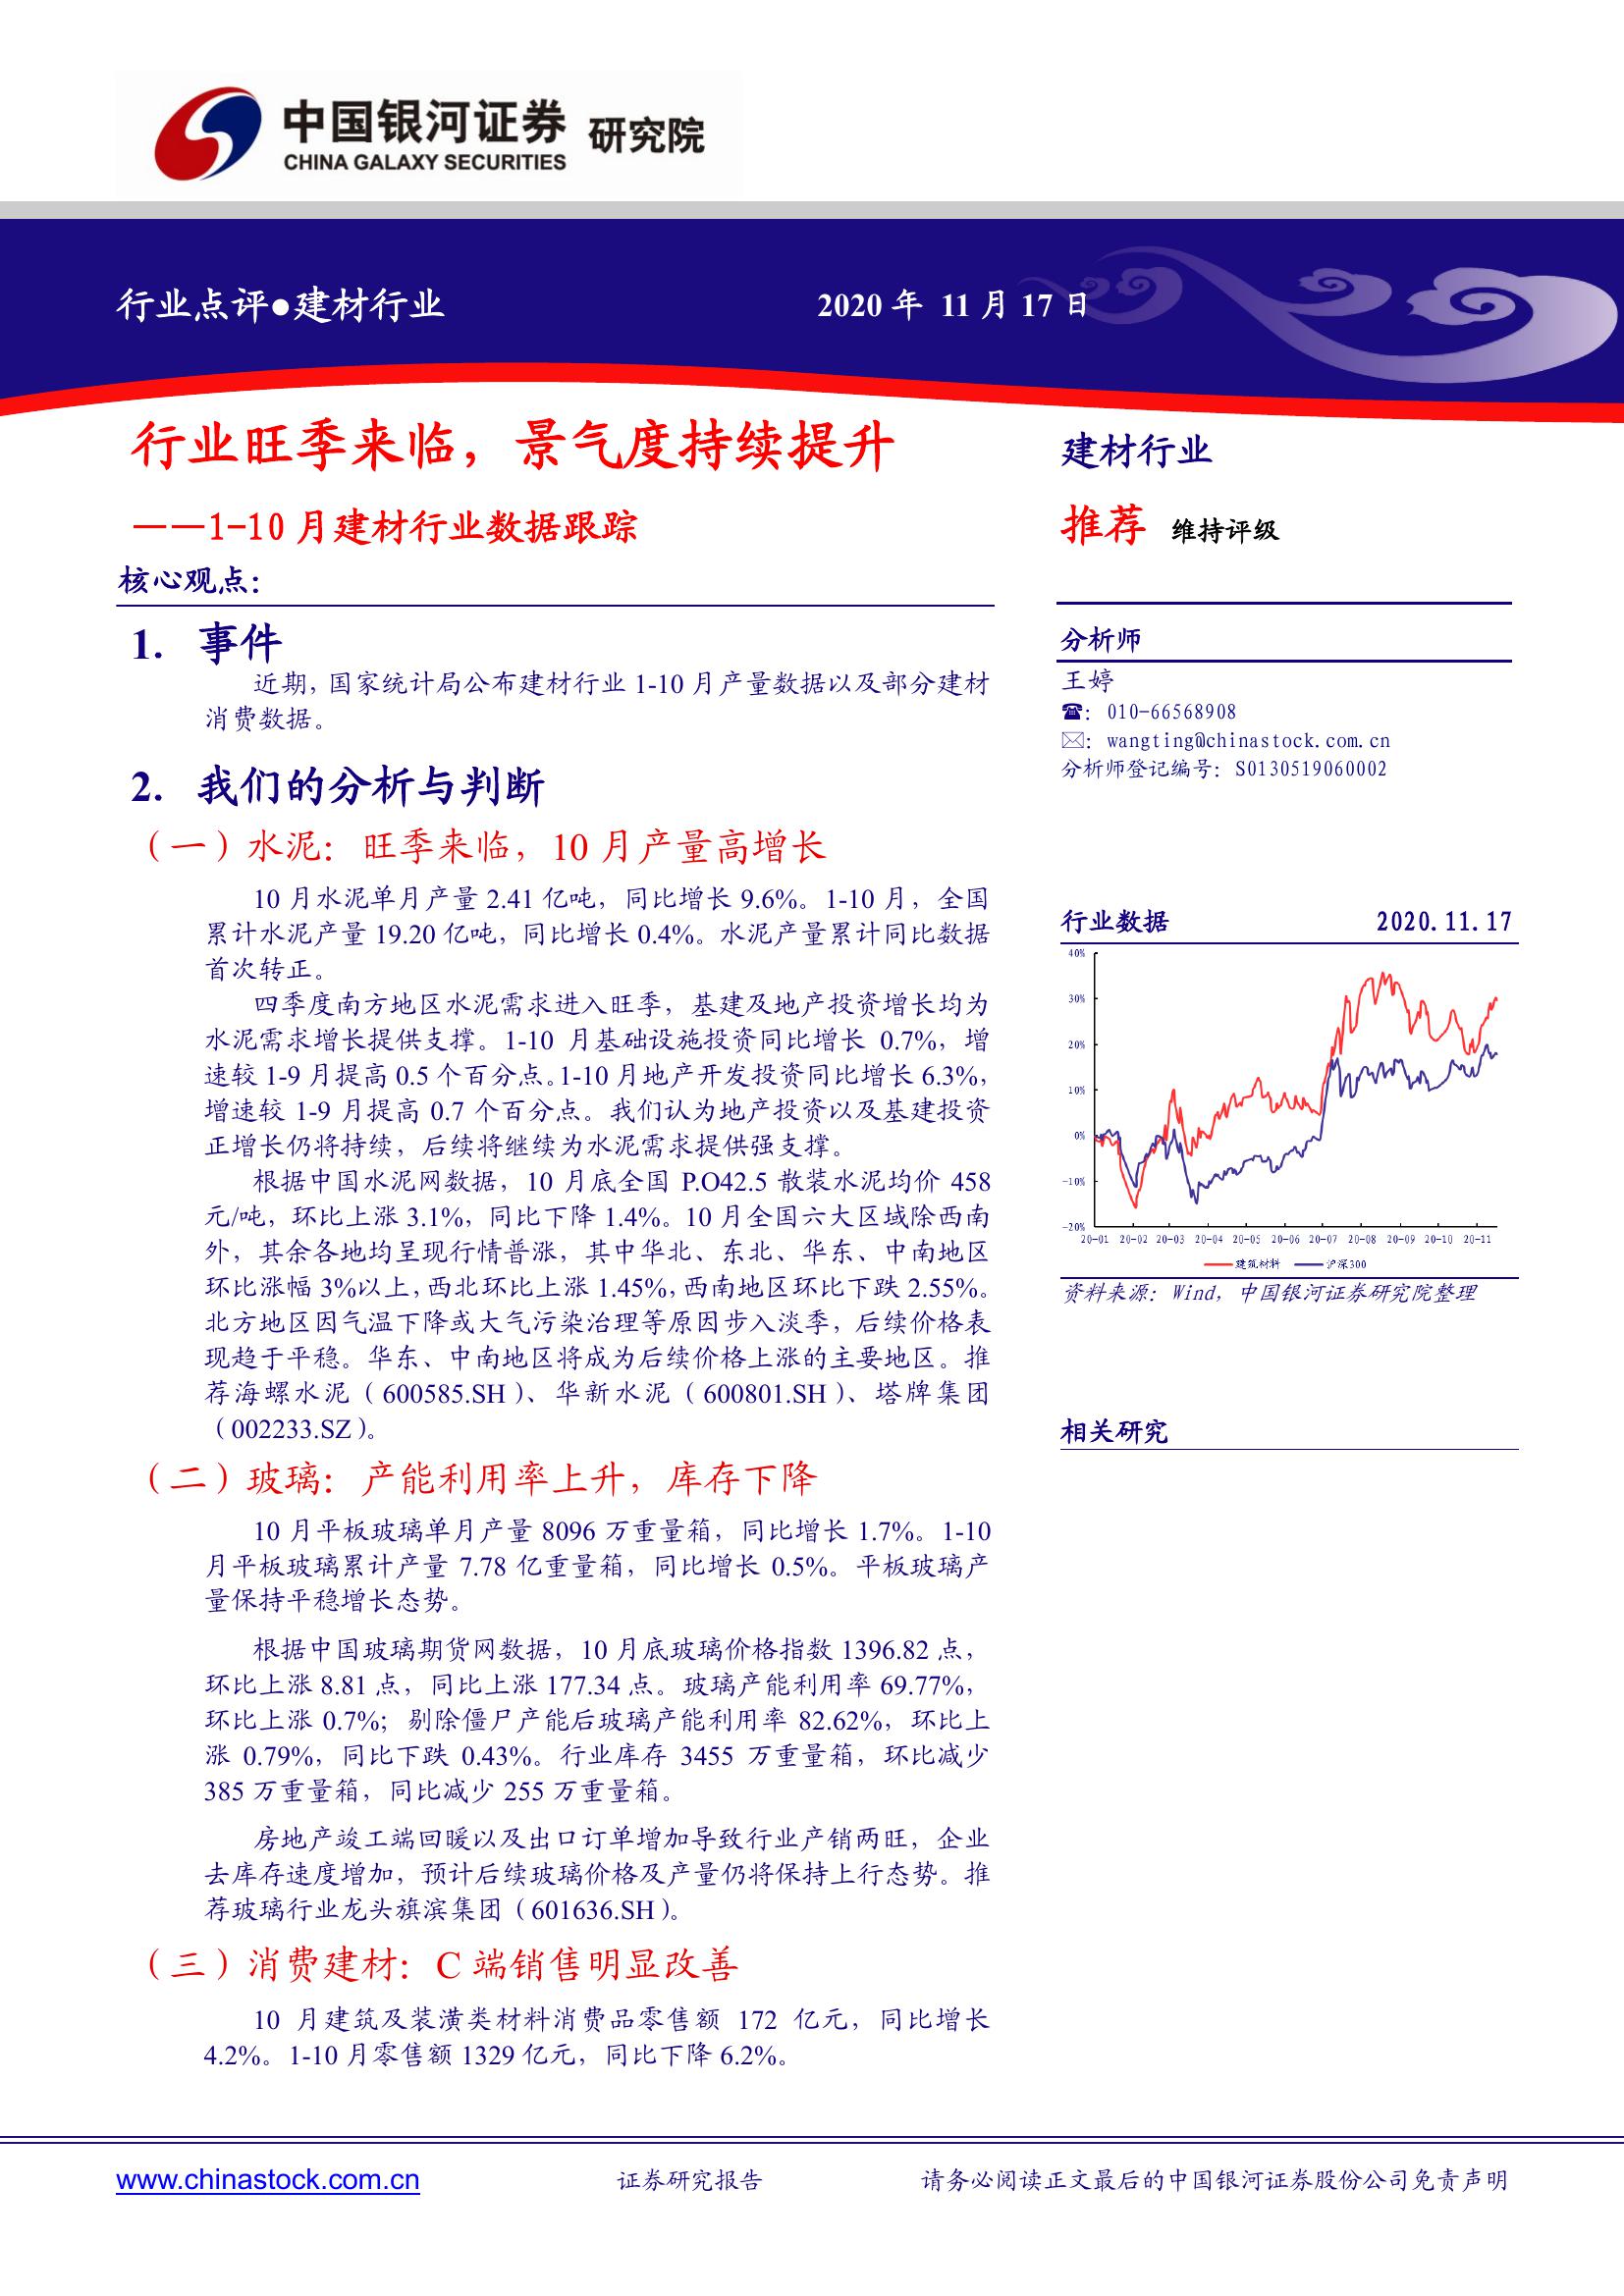 中国银河证券 研究院
CHINA GALAXY SECURITIES
行业点评●建材行业
2020 年 11 月 17 日
行业旺季来临，景气度持续提升
——1-10 月建材行业数据跟踪
核心观点：
1. 事件
近期，国家统计局公布建材行业 1-10 月产量数据以及部分建材
消费数据。
2. 我们的分析与判断
（一）水泥：旺季来临，10 月产量高增长
10 月水泥单月产量 2.41 亿吨，同比增长 9.6%。1-10 月，全国
累计水泥产量 19.20 亿吨，同比增长 0.4%。水泥产量累计同比数据
首次转正。
四季度南方地区水泥需求进入旺季，基建及地产投资增长均为
水泥需求增长提供支撑。1-10 月基础设施投资同比增长 0.7%，增
速较 1-9 月提高 0.5 个百分点。1-10 月地产开发投资同比增长 6.3%，
增速较 1-9 月提高 0.7 个百分点。我们认为地产投资以及基建投资
正增长仍将持续，后续将继续为水泥需求提供强支撑。
根据中国水泥网数据，10 月底全国 P.O42.5 散装水泥均价 458
元/吨，环比上涨 3.1%，同比下降 1.4%。10 月全国六大区域除西南
外，其余各地均呈现行情普涨，其中华北、东北、华东、中南地区
环比涨幅 3%以上，西北环比上涨 1.45%，西南地区环比下跌 2.55%。
北方地区因气温下降或大气污染治理等原因步入淡季，后续价格表
现趋于平稳。华东、中南地区将成为后续价格上涨的主要地区。推
荐海螺水泥（600585.SH）、华新水泥（600801.SH）、塔牌集团
（002233.SZ）。
（二）玻璃：产能利用率上升，库存下降
10 月平板玻璃单月产量 8096 万重量箱，同比增长 1.7%。1-10
月平板玻璃累计产量 7.78 亿重量箱，同比增长 0.5%。平板玻璃产
量保持平稳增长态势。
根据中国玻璃期货网数据，10 月底玻璃价格指数 1396.82 点，
环比上涨 8.81 点，同比上涨 177.34 点。玻璃产能利用率 69.77%，
环比上涨 0.7%；剔除僵尸产能后玻璃产能利用率 82.62%，环比上
涨 0.79%，同比下跌 0.43%。行业库存 3455 万重量箱，环比减少
385 万重量箱，同比减少 255 万重量箱。
房地产竣工端回暖以及出口订单增加导致行业产销两旺，企业
去库存速度增加，预计后续玻璃价格及产量仍将保持上行态势。推
荐玻璃行业龙头旗滨集团（601636.SH）。
（三）消费建材：C 端销售明显改善
10 月建筑及装潢类材料消费品零售额 172 亿元，同比增长
4.2%。1-10 月零售额 1329 亿元，同比下降 6.2%。
建材行业
推荐 维持评级
分析师
王婷
☎：010-66568908
✉：wangting@chinastock.com.cn
分析师登记编号：S0130519060002
行业数据 2020.11.17
40%
30%
20%
10%
0%
-10%
-20%
20-01 20-02 20-03 20-04 20-05 20-06 20-07 20-08 20-09 20-10 20-11
建筑材料 沪深300
资料来源：Wind，中国银河证券研究院整理
相关研究
www.chinastock.com.cn 证券研究报告 请务必阅读正文最后的中国银河证券股份公司免责声明